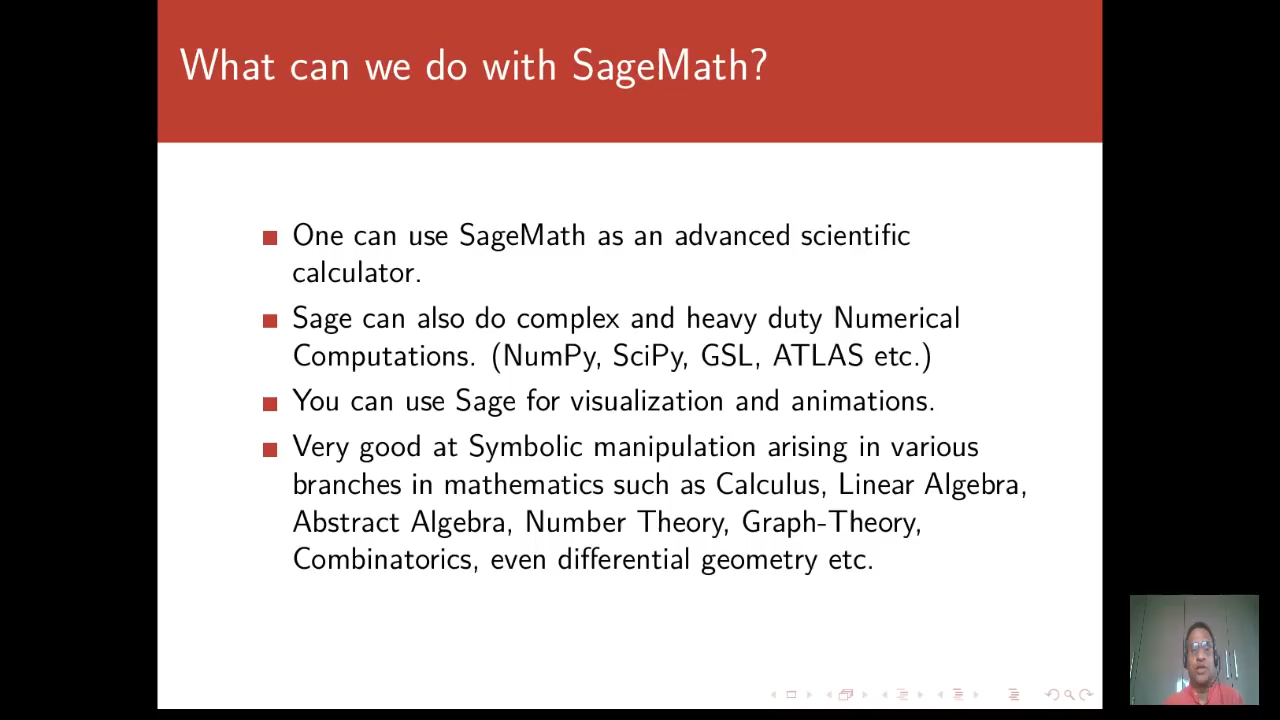 What can we do with SageMath?
One can use SageMath as an advanced scientific
calculator.
Sage can also do complex and heavy duty Numerical
Computations. (NumPy, SciPy, GSL, ATLAS etc.)
You can use Sage for visualization and animations.
Very good at Symbolic manipulation arising in various
branches in mathematics such as Calculus, Linear Algebra,
Abstract Algebra, Number Theory, Graph-Theory,
Combinatorics, even differential geometry etc.